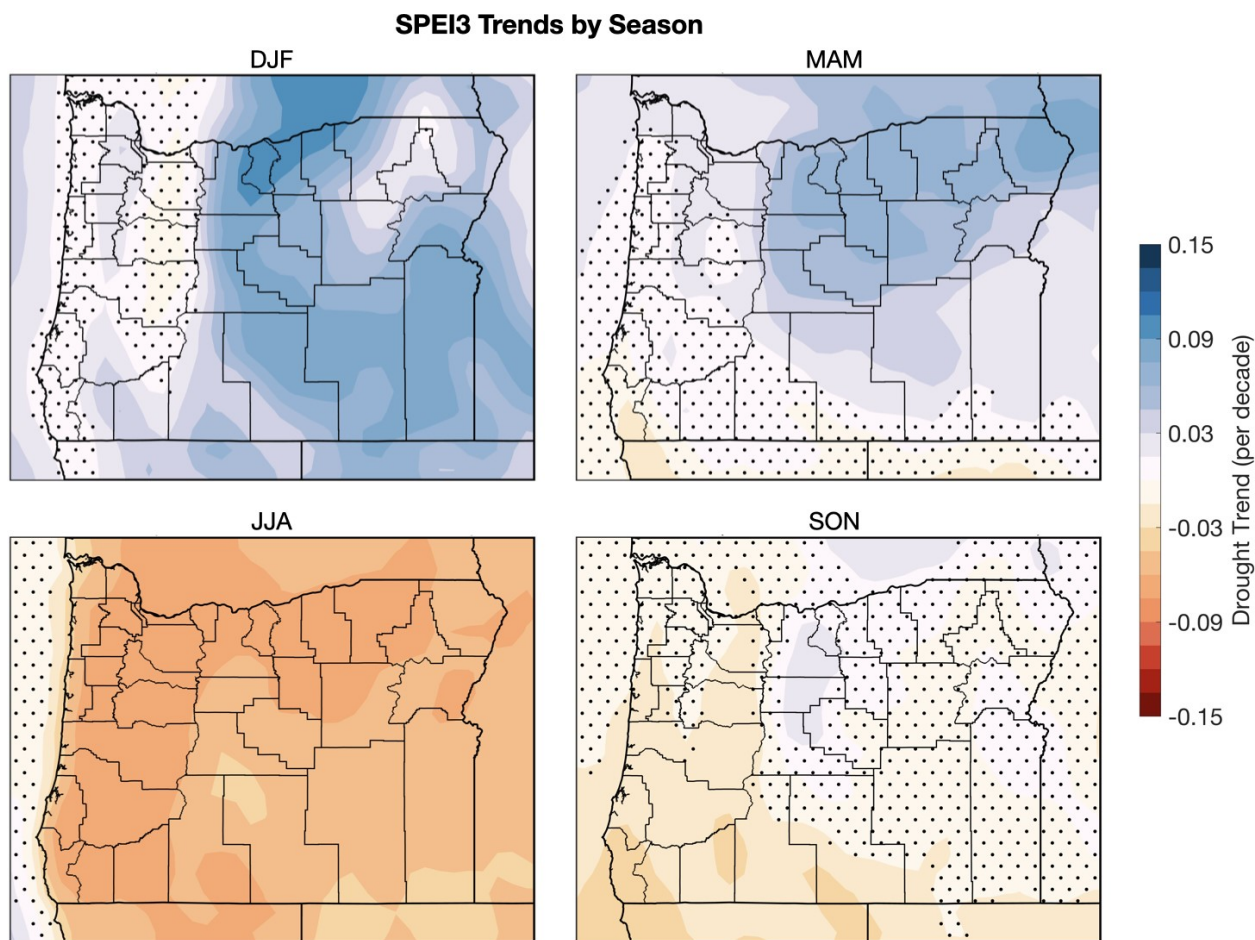 SPEI3 Trends by Season
DJF
MAM
JJA
SON
0.15
0.09
0.03
-0.03
-0.09
-0.15
Drought Trend (per decade)